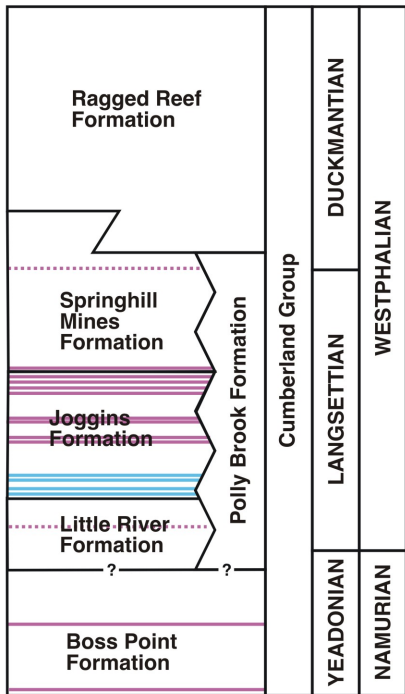 Ragged Reef
Formation
Springhill
Mines
Formation
Joggins
Formation
Little River
Formation
?
?
Boss Point
Formation
Polly Brook Formation
Cumberland Group
DUCKMANTIAN
LANGSETTIAN
YEADONIAN
WESTPHALIAN
NAMURIAN